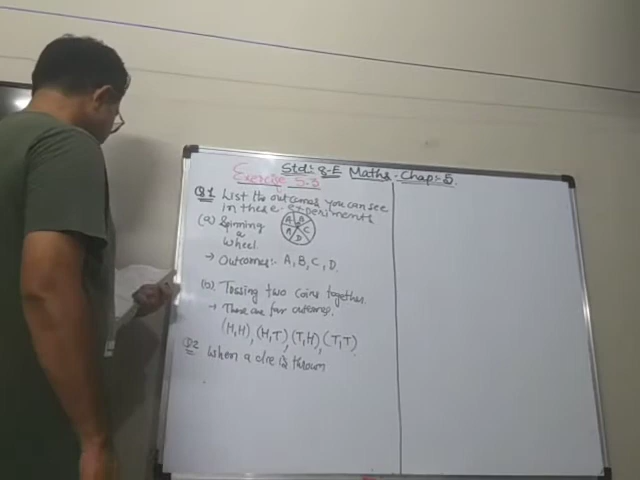 Std: 8-E Maths. Chap: 5.
Exercise 5.3
Q1 List the outcomes you can see
in these experiments
(a) Spinning
a
wheel
A B
A C
D
→ Outcomes:- A, B, C, D.
(b) Tossing two coins together.
→ There are four outcomes.
(H,H), (H,T), (T,H), (T,T)
Q2 When a die is thrown